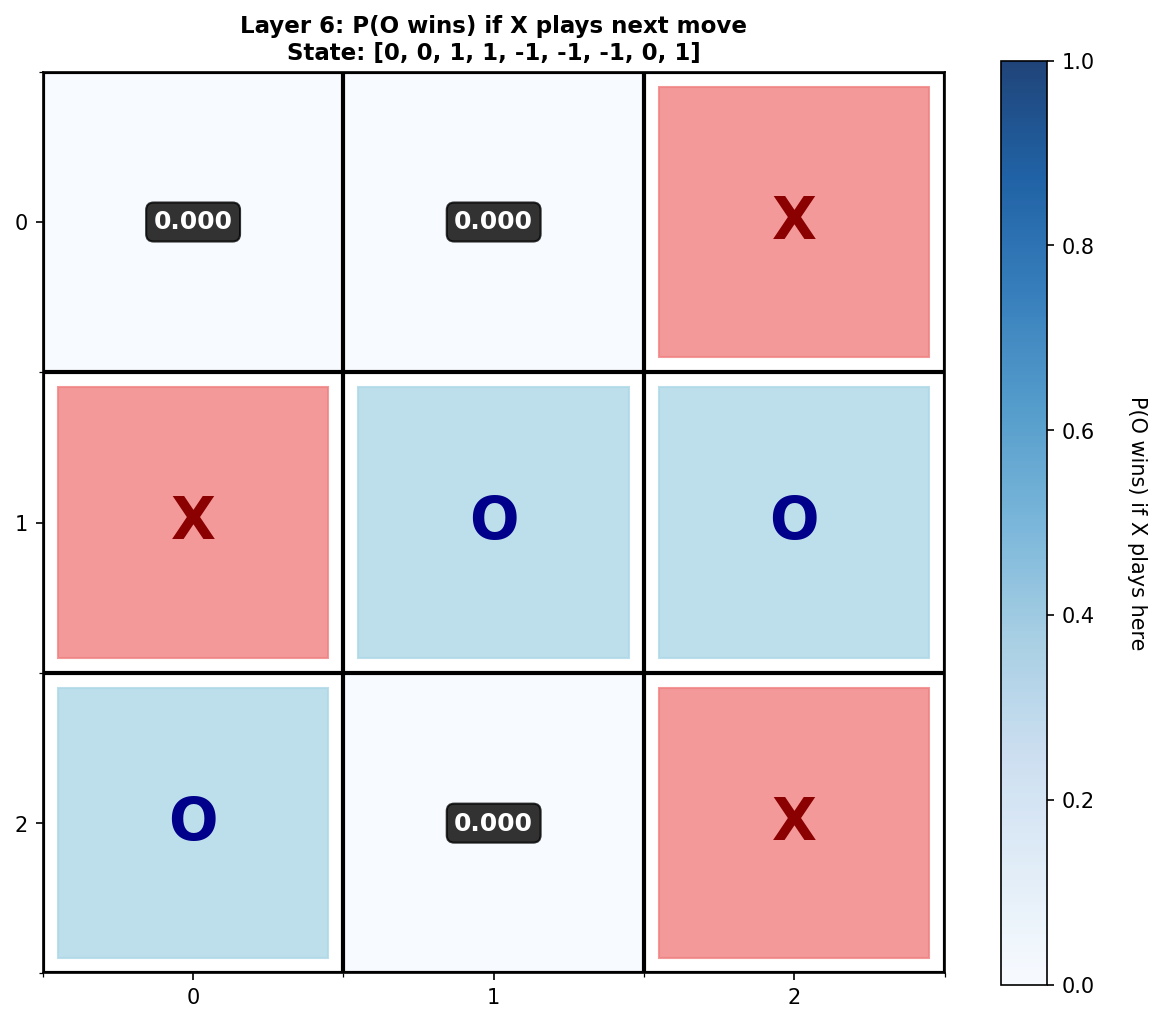 Layer 6: P(O wins) if X plays next move
State: [0, 0, 1, 1, -1, -1, -1, 0, 1]
0
0.000
0.000
X
1
X
O
O
2
O
0.000
X
0
1
2
1.0
0.8
0.6
0.4
0.2
0.0
P(O wins) if X plays here